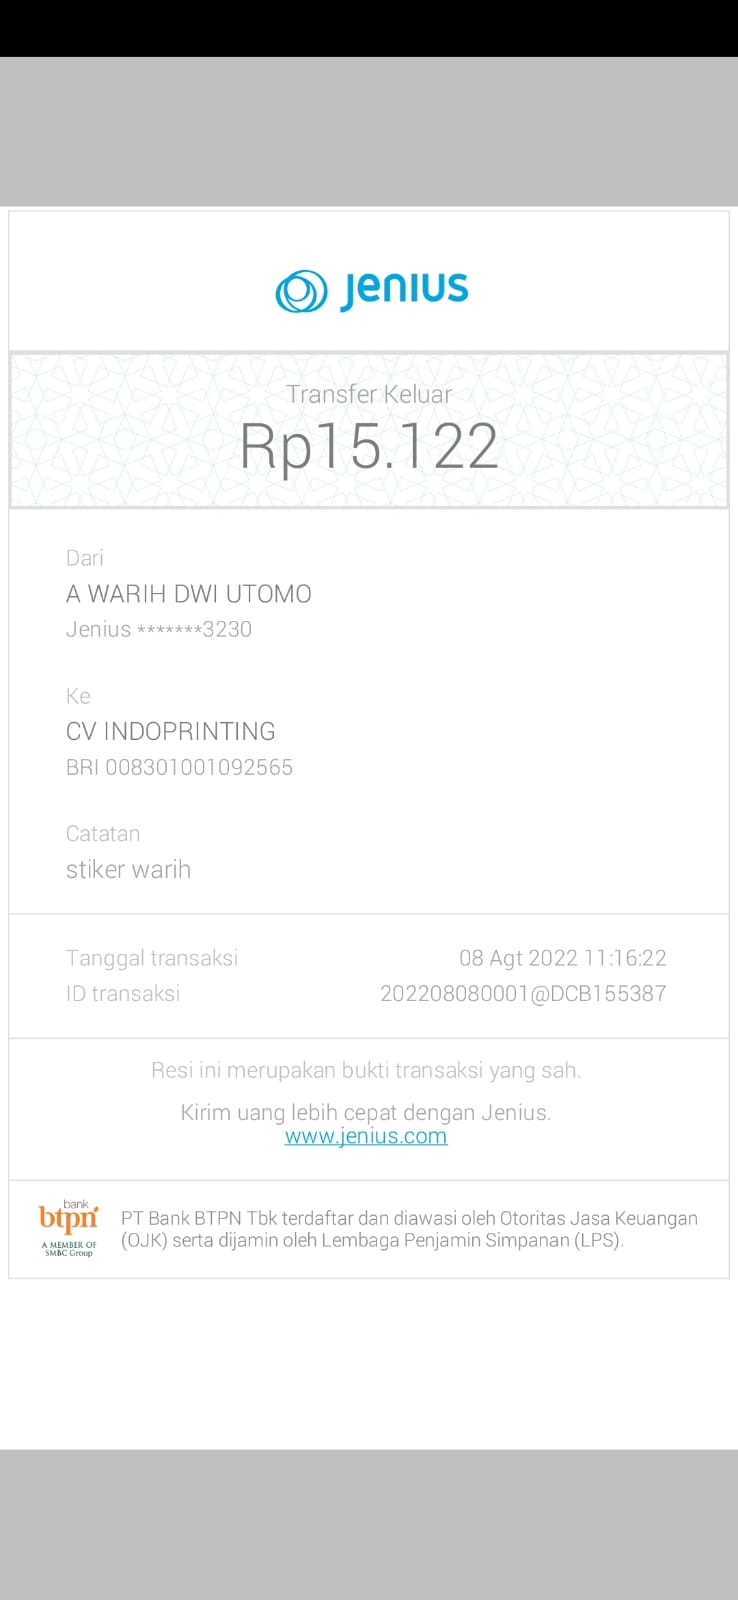 jenius
Transfer Keluar
Rp15.122
Dari
A WARIH DWI UTOMO
Jenius *******3230
Ke
CV INDOPRINTING
BRI 008301001092565
Catatan
stiker warih
Tanggal transaksi 08 Agt 2022 11:16:22
ID transaksi 202208080001@DCB155387
Resi ini merupakan bukti transaksi yang sah.
Kirim uang lebih cepat dengan Jenius.
www.jenius.com
bank
btpn
A MEMBER OF
SMBC Group
PT Bank BTPN Tbk terdaftar dan diawasi oleh Otoritas Jasa Keuangan
(OJK) serta dijamin oleh Lembaga Penjamin Simpanan (LPS).